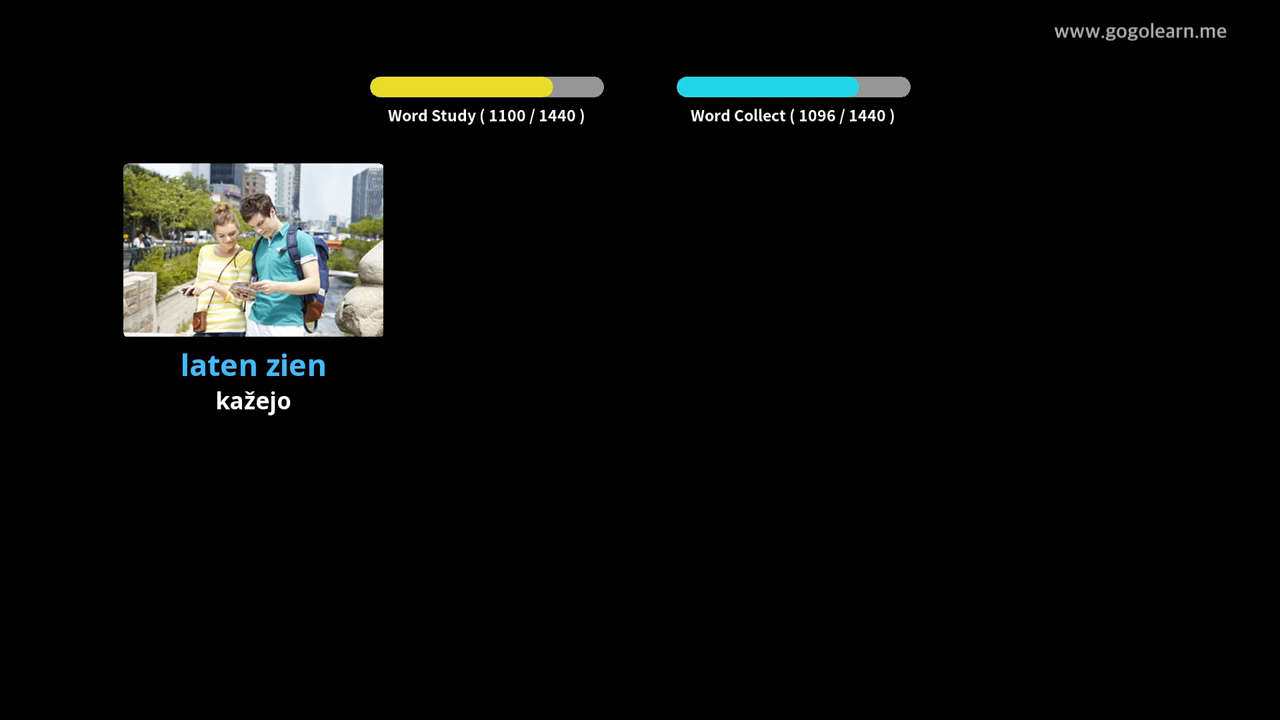 www.gogolearn.me
Word Study ( 1100 / 1440 )
Word Collect ( 1096 / 1440 )
laten zien
kažejo